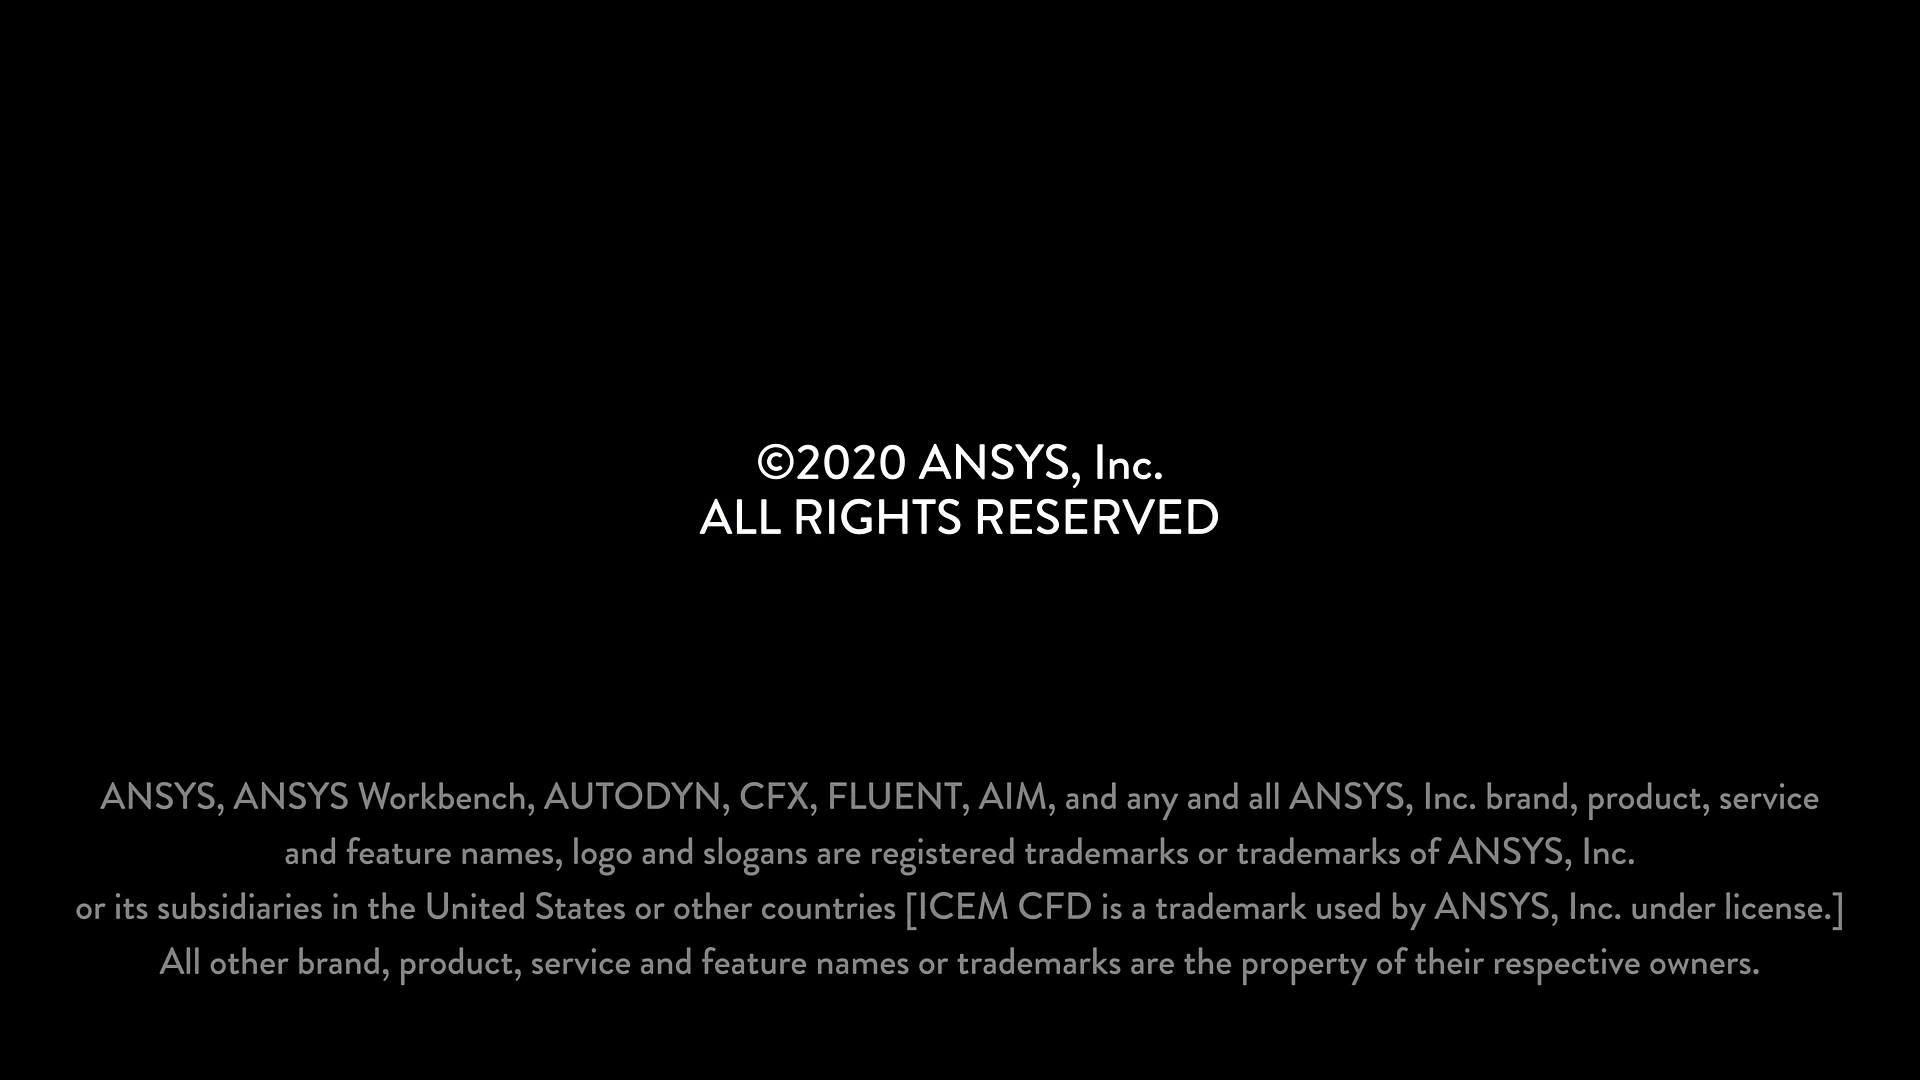 ©2020 ANSYS, Inc.
ALL RIGHTS RESERVED
ANSYS, ANSYS Workbench, AUTODYN, CFX, FLUENT, AIM, and any and all ANSYS, Inc. brand, product, service
and feature names, logo and slogans are registered trademarks or trademarks of ANSYS, Inc.
or its subsidiaries in the United States or other countries [ICEM CFD is a trademark used by ANSYS, Inc. under license.]
All other brand, product, service and feature names or trademarks are the property of their respective owners.